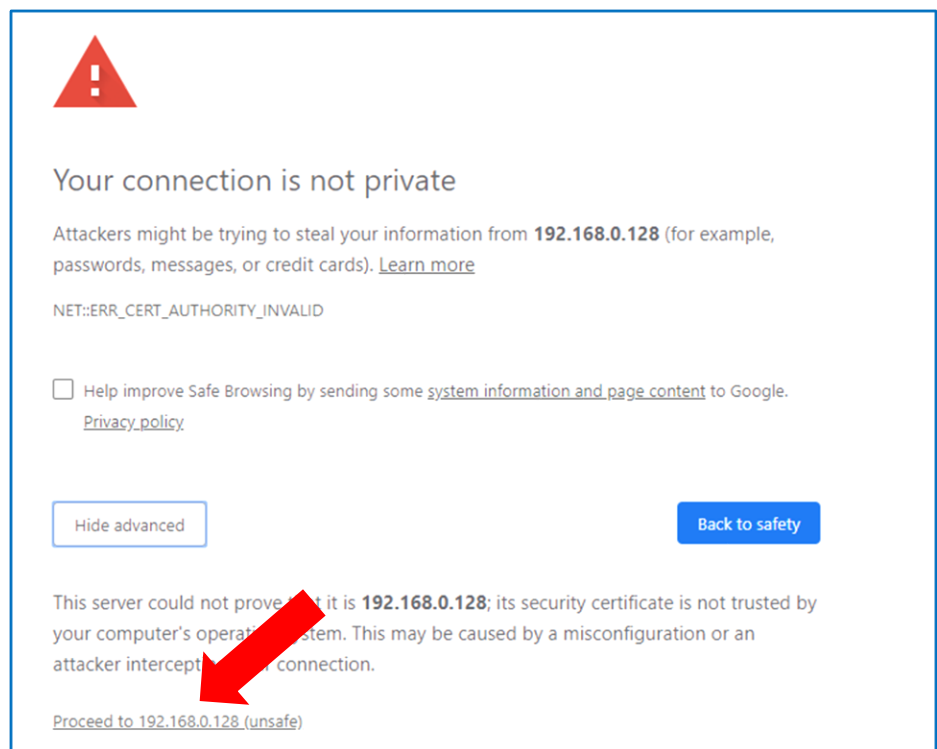 Your connection is not private
Attackers might be trying to steal your information from 192.168.0.128 (for example,
passwords, messages, or credit cards). Learn more
NET::ERR_CERT_AUTHORITY_INVALID
Help improve Safe Browsing by sending some system information and page content to Google.
Privacy policy
Hide advanced
Back to safety
This server could not prove it is 192.168.0.128; its security certificate is not trusted by
your computer's This may be caused by a misconfiguration or an
attacker connection.
Proceed to 192.168.0.128 (unsafe)